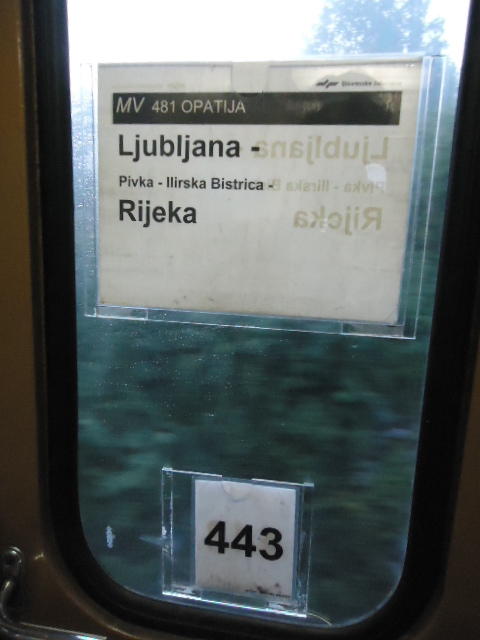 MV 481 OPATIJA
Ljubljana -
Pivka - Ilirska Bistrica -
Rijeka
443